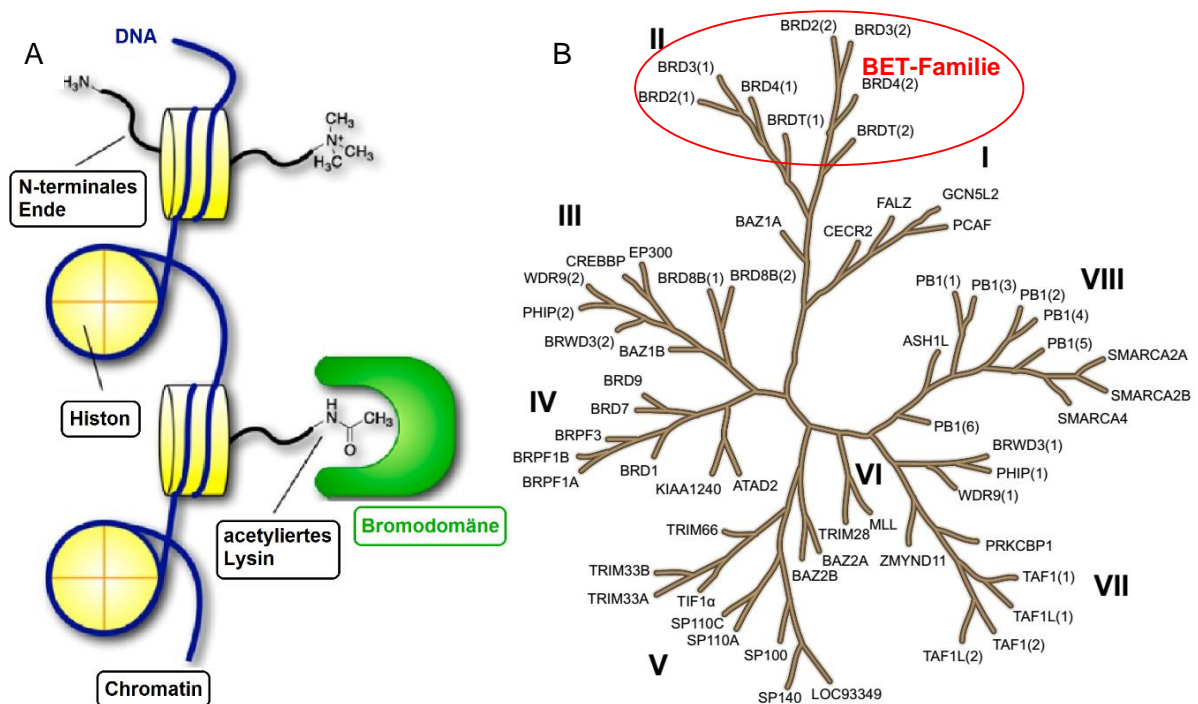 A
DNA
H₃N
CH₃
N⁺
CH₃
H₃C
N-terminales
Ende
Histon
H
N
CH₃
O
acetyliertes
Lysin
Bromodomäne
Chromatin
B
II
BRD2(2)
BRD3(2)
BET-Familie
BRD3(1)
BRD4(1)
BRD4(2)
BRD2(1)
BRDT(1)
BRDT(2)
I
GCN5L2
FALZ
PCAF
BAZ1A
CECR2
III
EP300
CREBBP
WDR9(2)
BRD8B(1)
BRD8B(2)
PHIP(2)
BRWD3(2)
BAZ1B
VIII
PB1(1)
PB1(3)
PB1(2)
PB1(4)
ASH1L
PB1(5)
SMARCA2A
SMARCA2B
SMARCA4
PB1(6)
IV
BRD9
BRD7
BRPF3
BRPF1B
BRPF1A
BRD1
KIAA1240
ATAD2
VI
BRWD3(1)
PHIP(1)
WDR9(1)
MLL
TRIM28
TRIM66
TRIM33B
TRIM33A
TIF1α
BAZ2A
BAZ2B
ZMYND11
PRKCBP1
VII
TAF1(1)
TAF1L(1)
TAF1(2)
TAF1L(2)
SP110C
SP110A
V
SP100
SP140
LOC93349